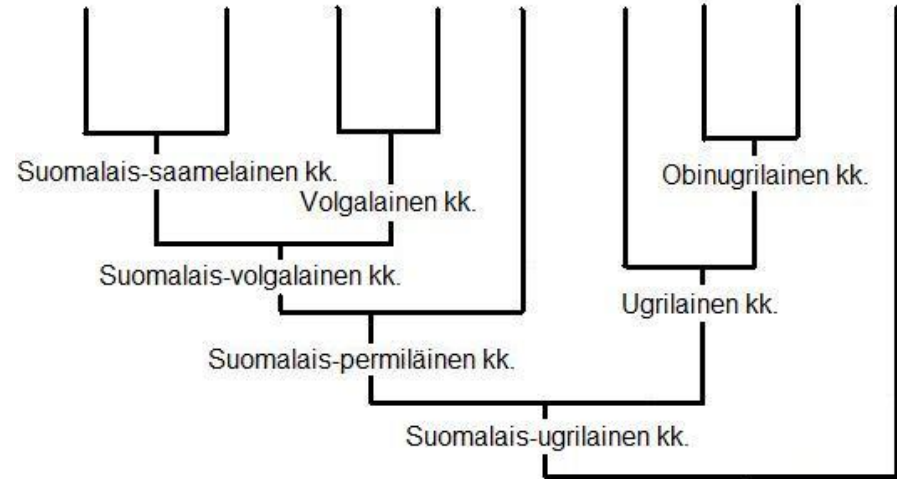 Suomalais-saamelainen kk.
Obinugrilainen kk.
Volgalainen kk.
Suomalais-volgalainen kk.
Ugrilainen kk.
Suomalais-permiläinen kk.
Suomalais-ugrilainen kk.